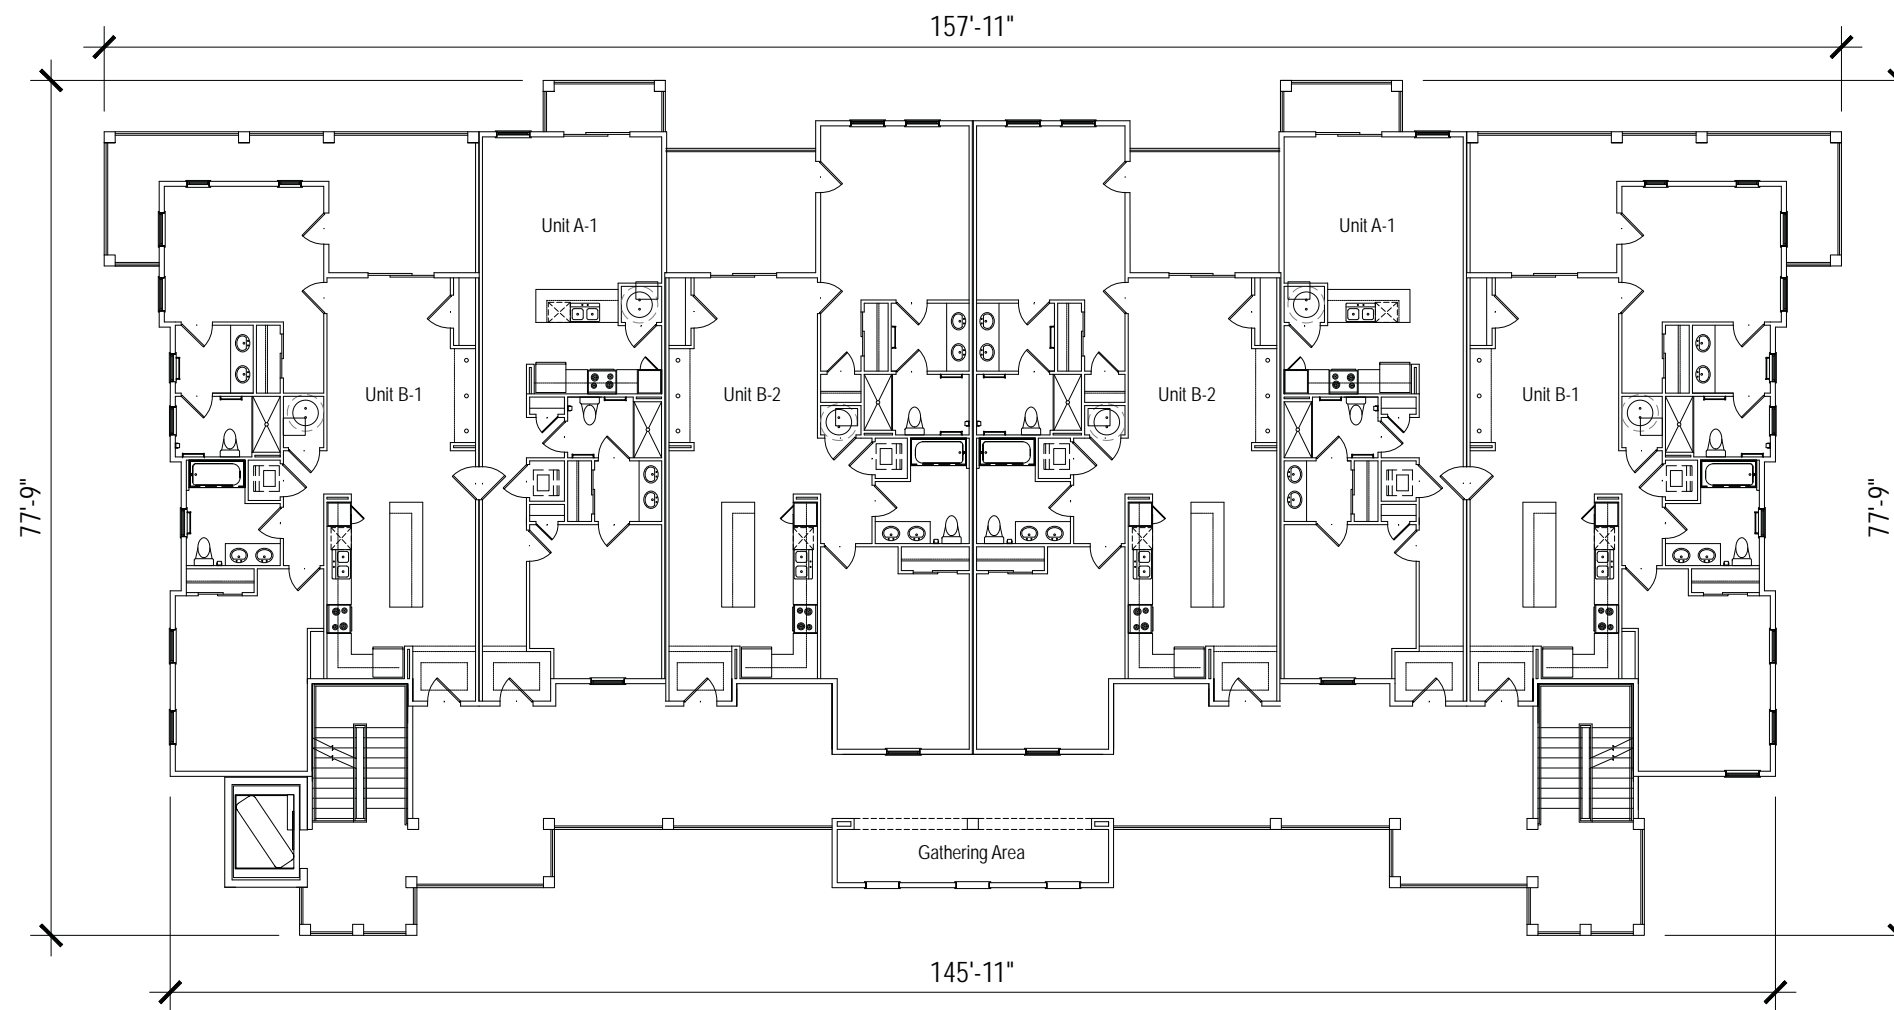 157'-11"
Unit A-1
Unit A-1
Unit B-1
Unit B-2
Unit B-2
Unit B-1
77'-9"
77'-9"
Gathering Area
145'-11"